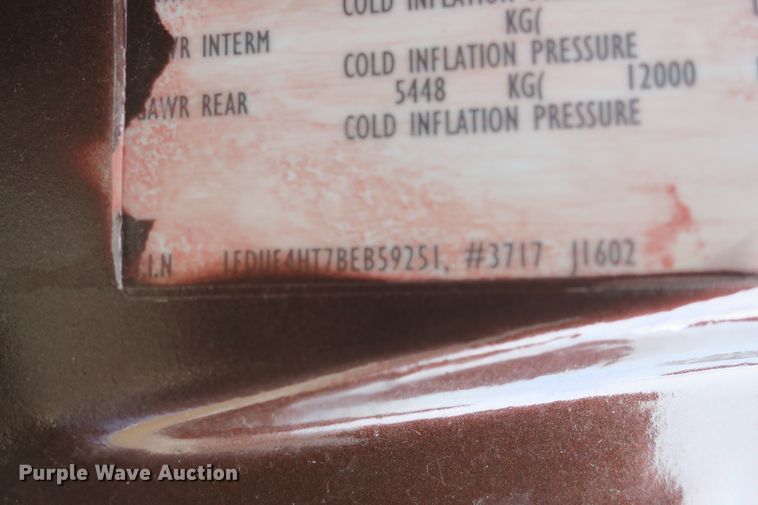 COLD INFLATION
KG(
WR INTERM
COLD INFLATION PRESSURE
5448 KG( 12000
GAWR REAR
COLD INFLATION PRESSURE
.I.N 1FDUF4HT7BEB59251, #3717 J1602
Purple Wave Auction